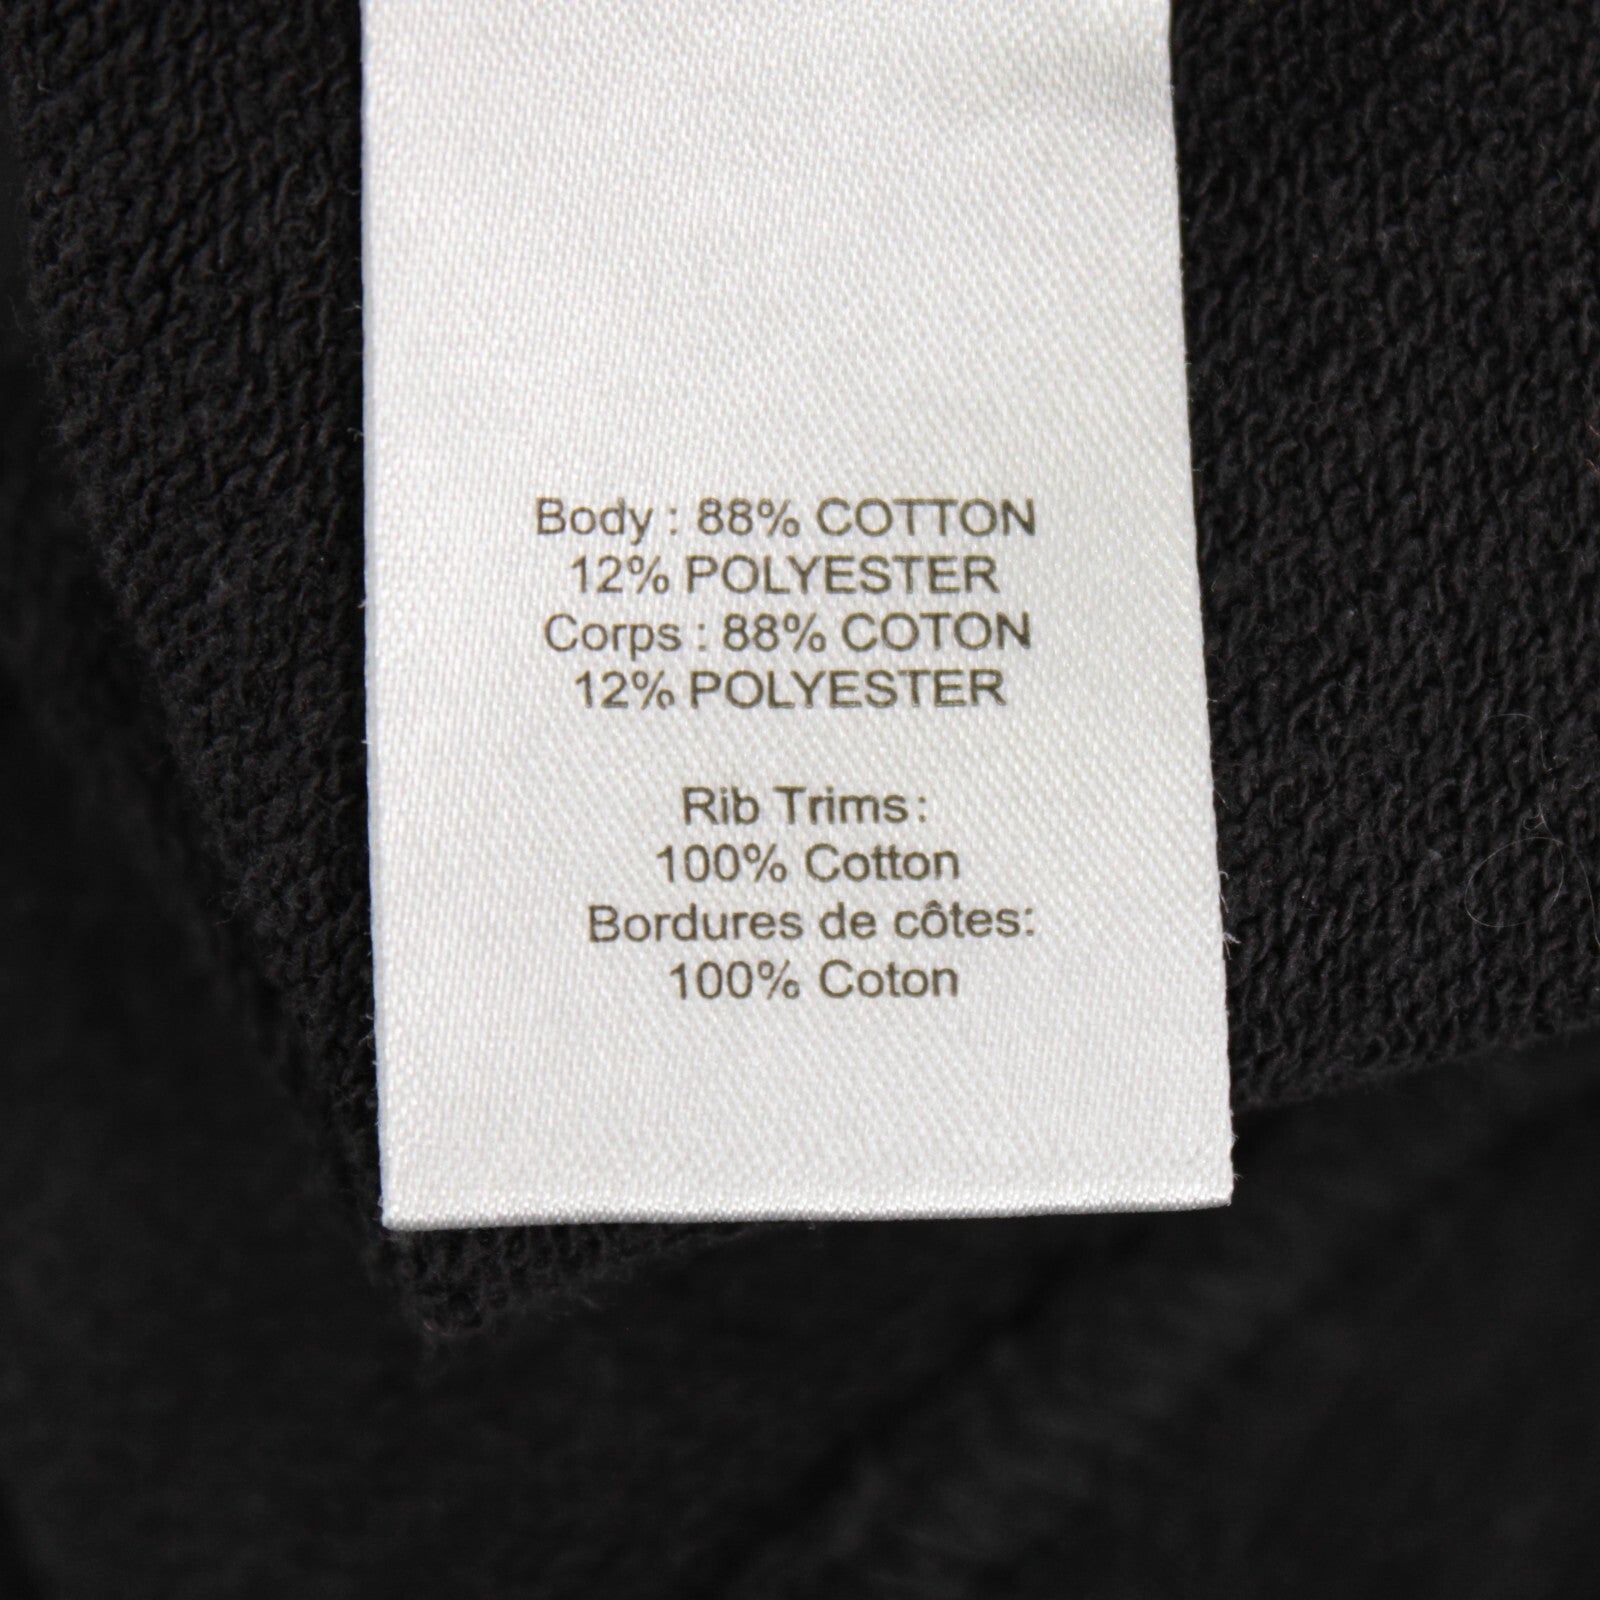 Body : 88% COTTON
12% POLYESTER
Corps : 88% COTON
12% POLYESTER
Rib Trims:
100% Cotton
Bordures de côtes:
100% Coton